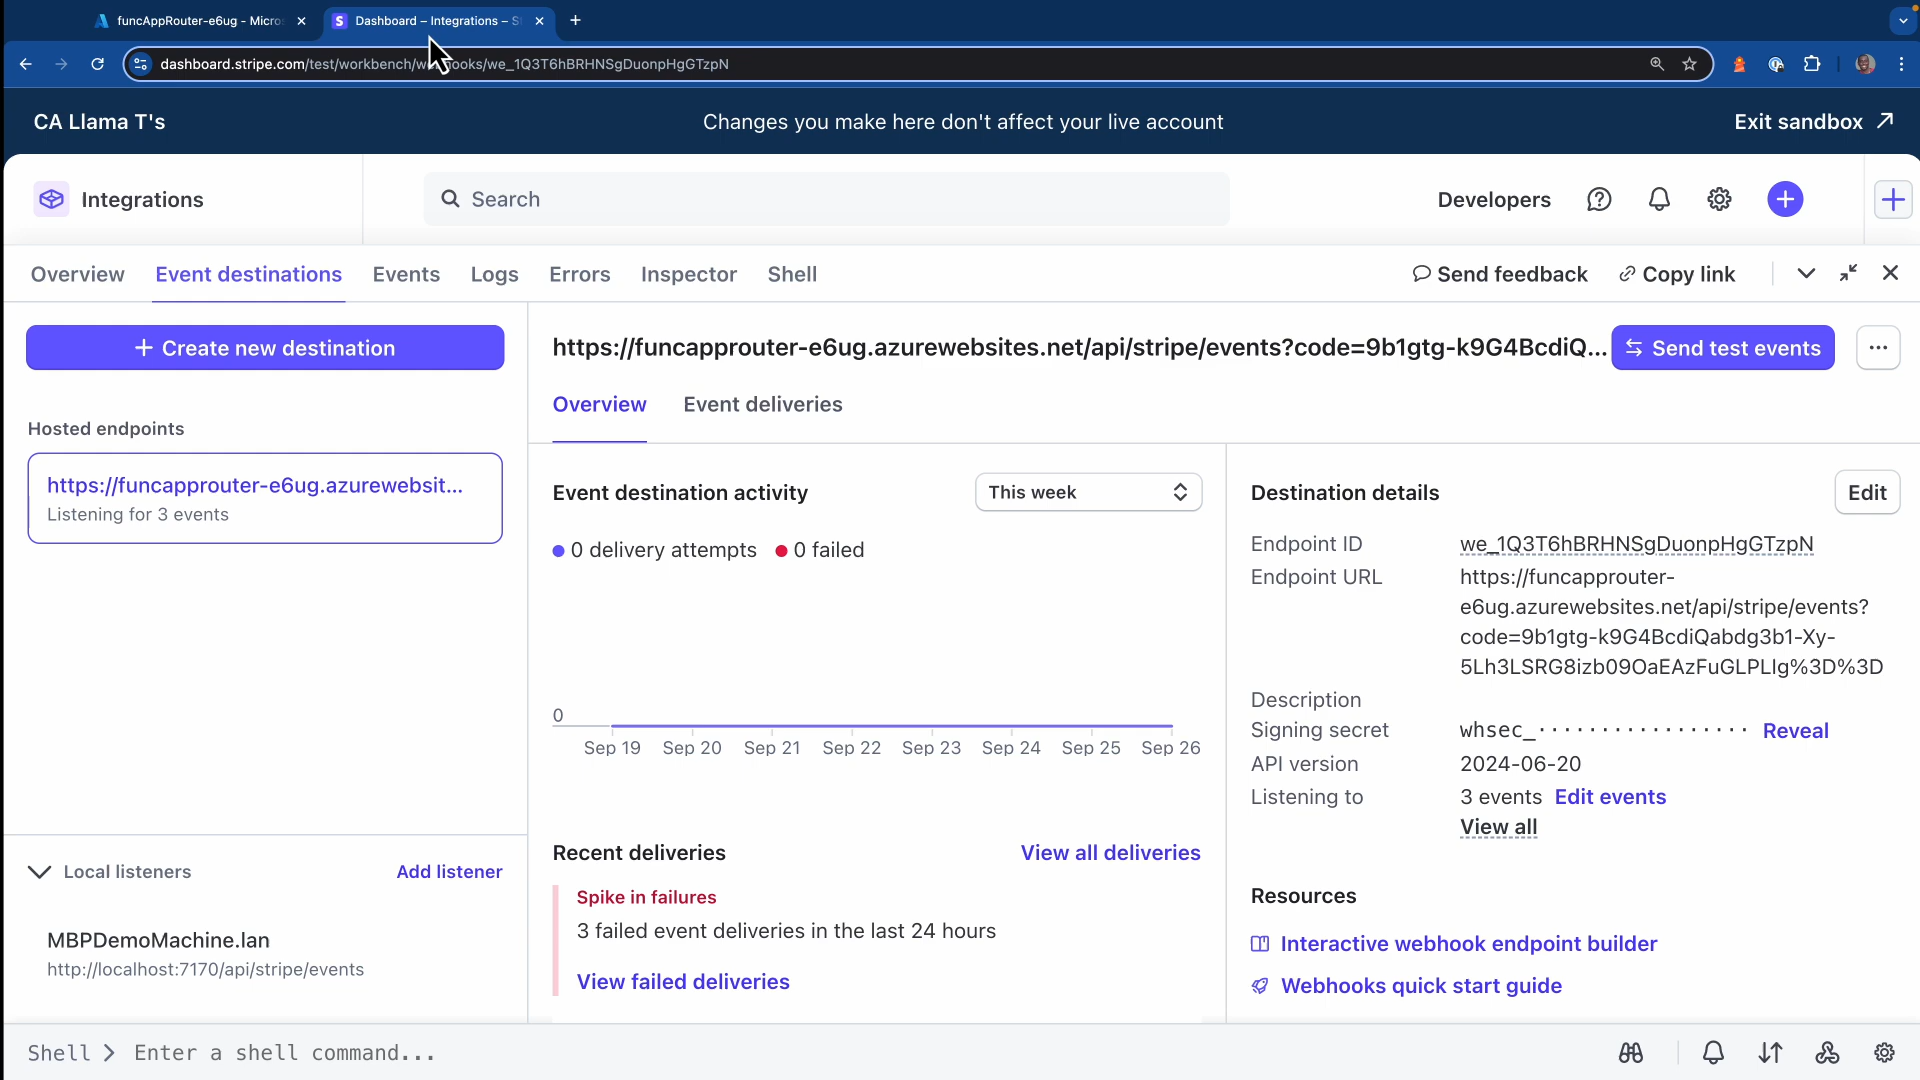 funcAppRouter-e6ug - Micro
Dashboard – Integrations – S
dashboard.stripe.com/test/workbench/we hooks/we_1Q3T6hBRHNSgDuonpHgGTzpN
CA Llama T's
Changes you make here don't affect your live account
Exit sandbox
Integrations
Search
Developers
Overview
Event destinations
Events
Logs
Errors
Inspector
Shell
Send feedback
Copy link
+ Create new destination
Hosted endpoints
https://funcapprouter-e6ug.azurewebsit...
Listening for 3 events
Local listeners
Add listener
MBPDemoMachine.lan
http://localhost:7170/api/stripe/events
https://funcapprouter-e6ug.azurewebsites.net/api/stripe/events?code=9b1gtg-k9G4BcdiQ...
Send test events
Overview
Event deliveries
Event destination activity
This week
0 delivery attempts
0 failed
0
Sep 19
Sep 20
Sep 21
Sep 22
Sep 23
Sep 24
Sep 25
Sep 26
Recent deliveries
View all deliveries
Spike in failures
3 failed event deliveries in the last 24 hours
View failed deliveries
Destination details
Edit
Endpoint ID
we_1Q3T6hBRHNSgDuonpHgGTzpN
Endpoint URL
https://funcapprouter-
e6ug.azurewebsites.net/api/stripe/events?
code=9b1gtg-k9G4BcdiQabdg3b1-Xy-
5Lh3LSRG8izb09OaEAzFuGLPLIg%3D%3D
Description
Signing secret
whsec_·················
Reveal
API version
2024-06-20
Listening to
3 events
Edit events
View all
Resources
Interactive webhook endpoint builder
Webhooks quick start guide
Shell
Enter a shell command...